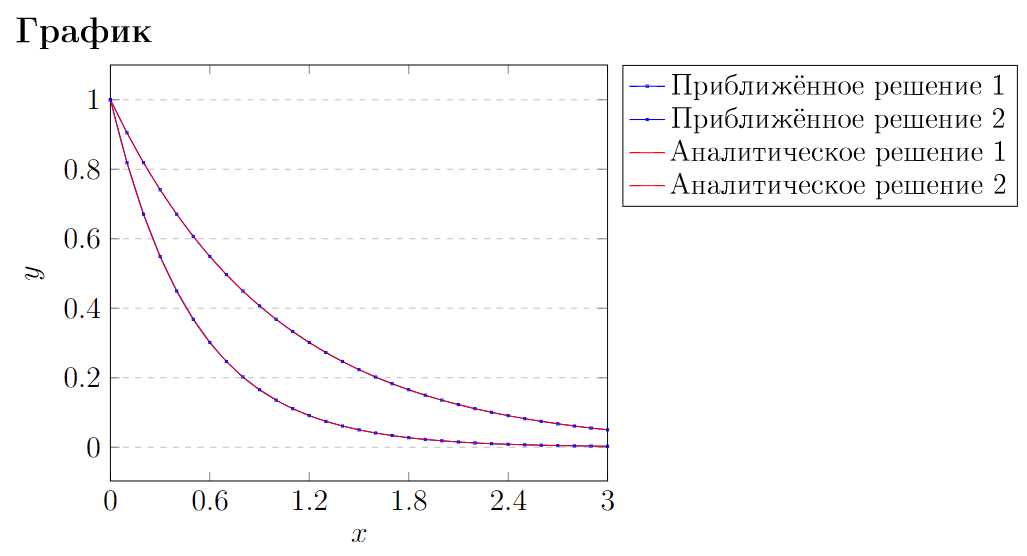 График
Приближённое решение 1
Приближённое решение 2
Аналитическое решение 1
Аналитическое решение 2
1
0.8
0.6
0.4
0.2
0
y
0 0.6 1.2 1.8 2.4 3
x